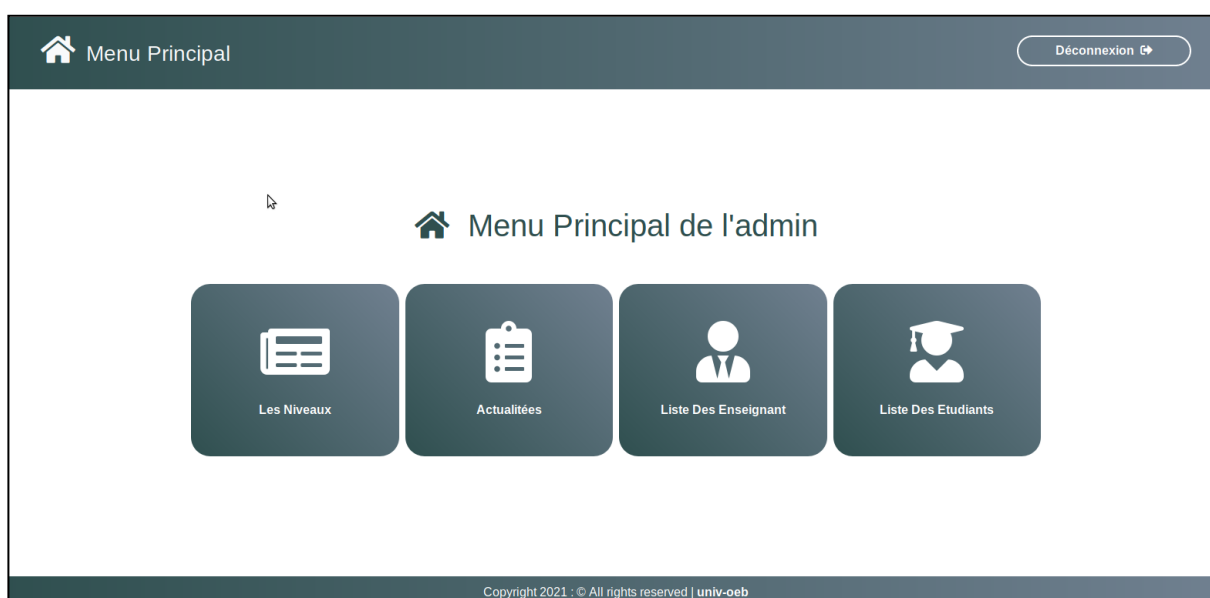 Menu Principal
Déconnexion
Menu Principal de l'admin
Les Niveaux
Actualitées
Liste Des Enseignant
Liste Des Etudiants
Copyright 2021 : © All rights reserved | univ-oeb